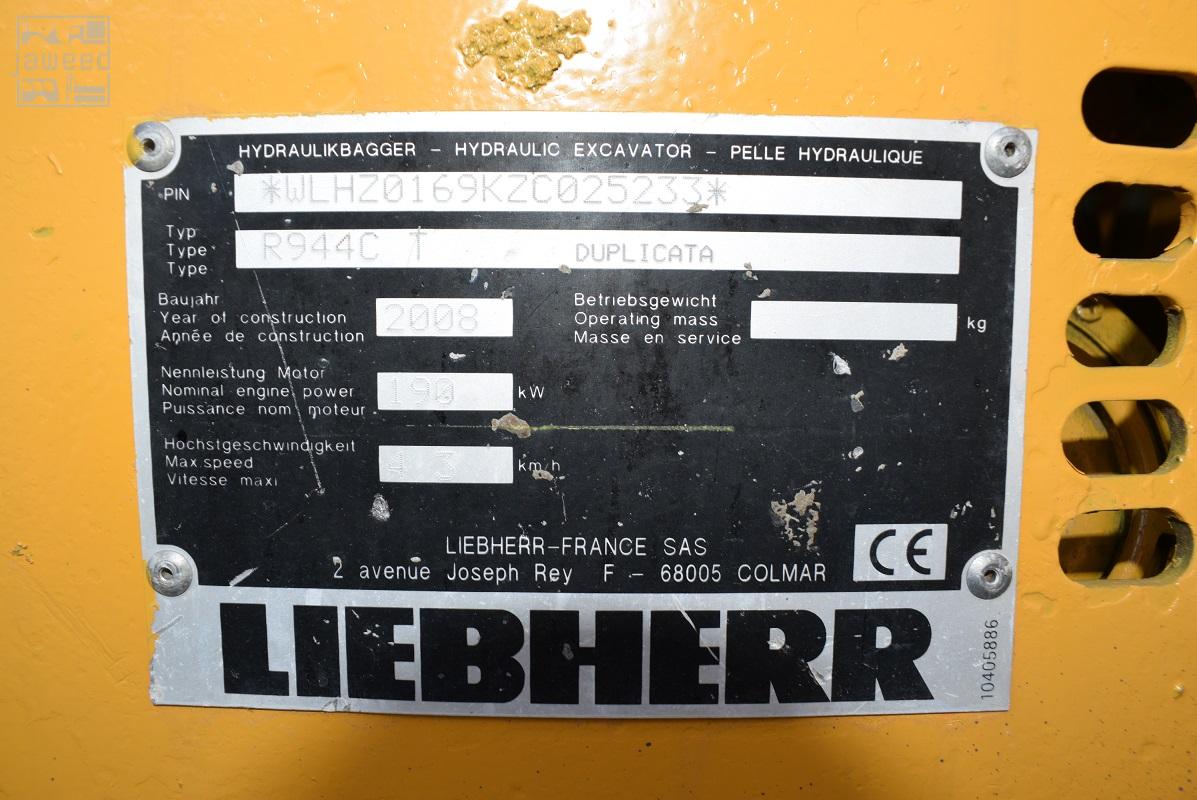 aweed
HYDRAULIKBAGGER - HYDRAULIC EXCAVATOR - PELLE HYDRAULIQUE
PIN *WLHZ0169KZC025233*
Typ
Type R944C T DUPLICATA
Type
Baujahr
Year of construction 2008
Année de construction
Betriebsgewicht
Operating mass kg
Masse en service
Nennleistung Motor
Nominal engine power 190 kW
Puissance nom moteur
Höchstgeschwindigkeit
Max.speed 3 km/h
Vitesse maxi
LIEBHERR-FRANCE SAS
2 avenue Joseph Rey F - 68005 COLMAR
CE
LIEBHERR
10405886